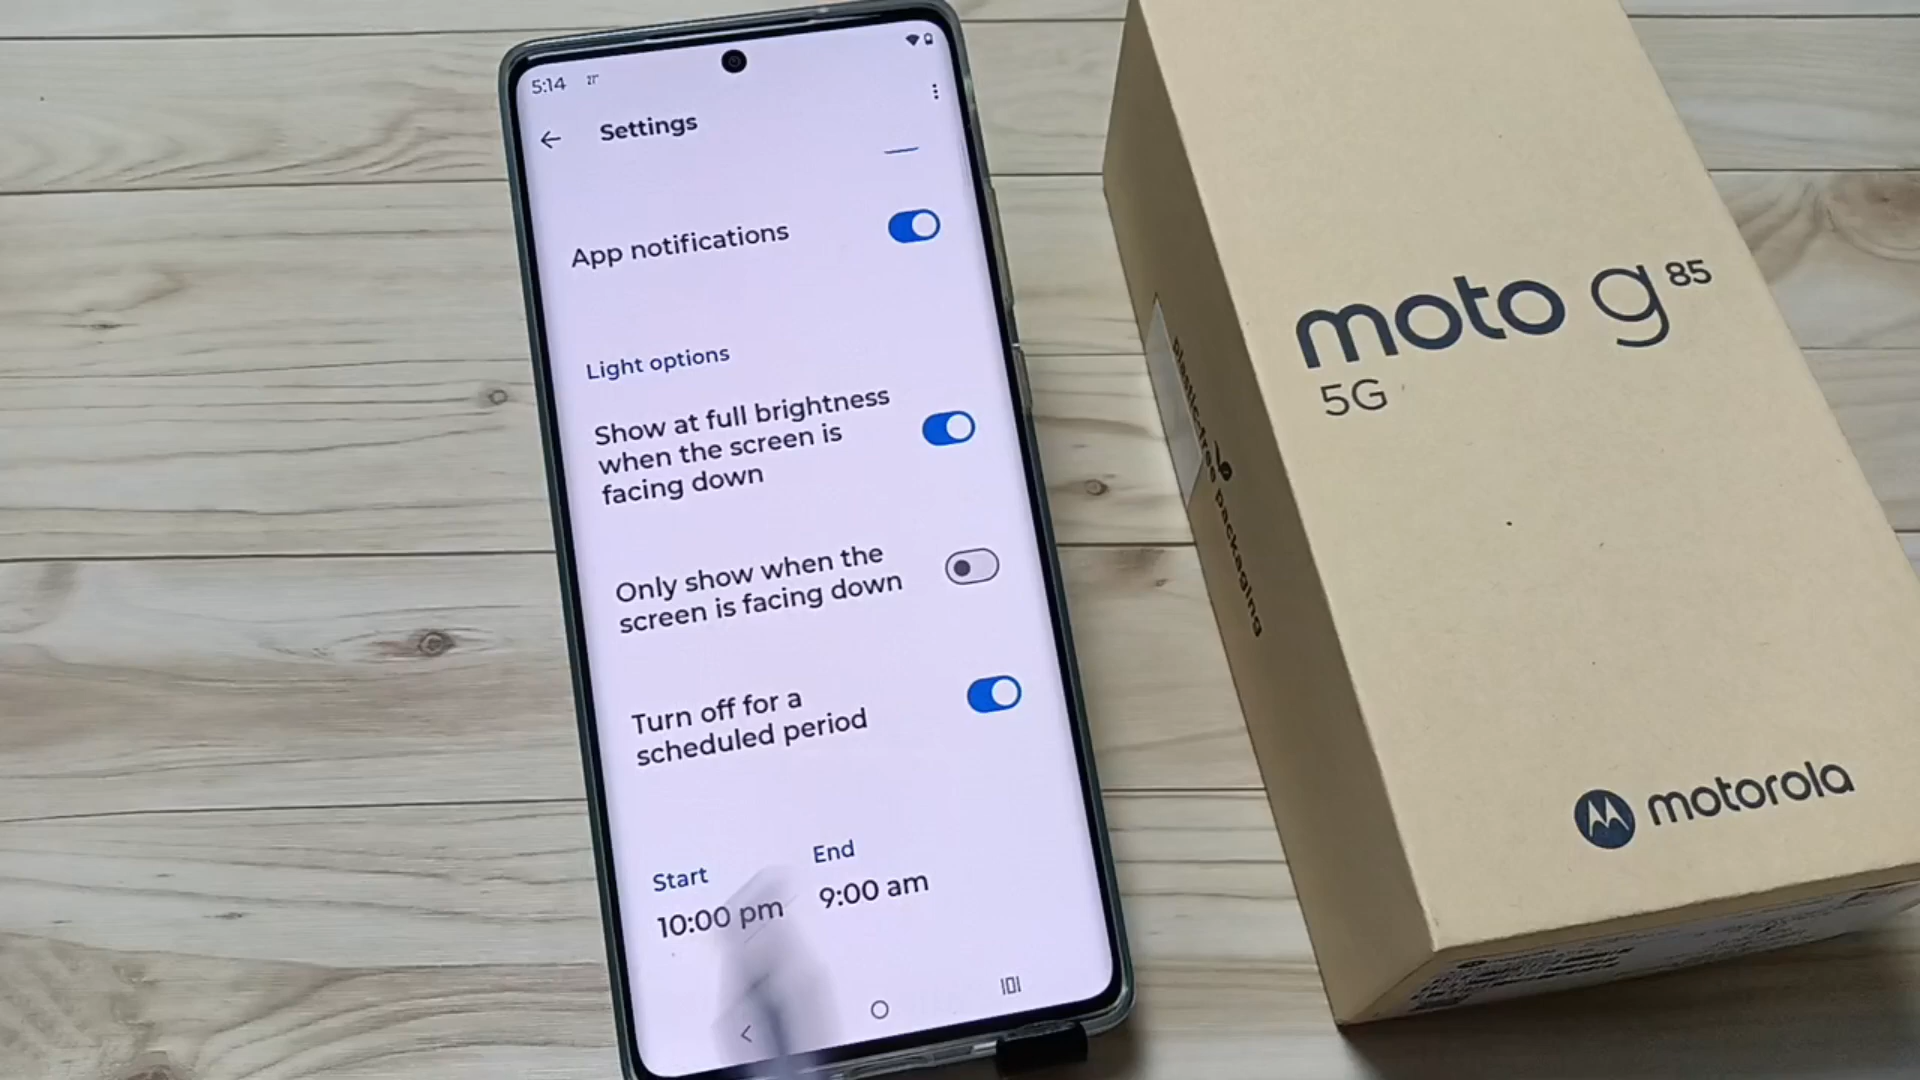 5:14 27°
Settings
App notifications
Light options
Show at full brightness
when the screen is
facing down
Only show when the
screen is facing down
Turn off for a
scheduled period
Start End
10:00 pm 9:00 am
moto g85
5G
plastic-free packaging
motorola